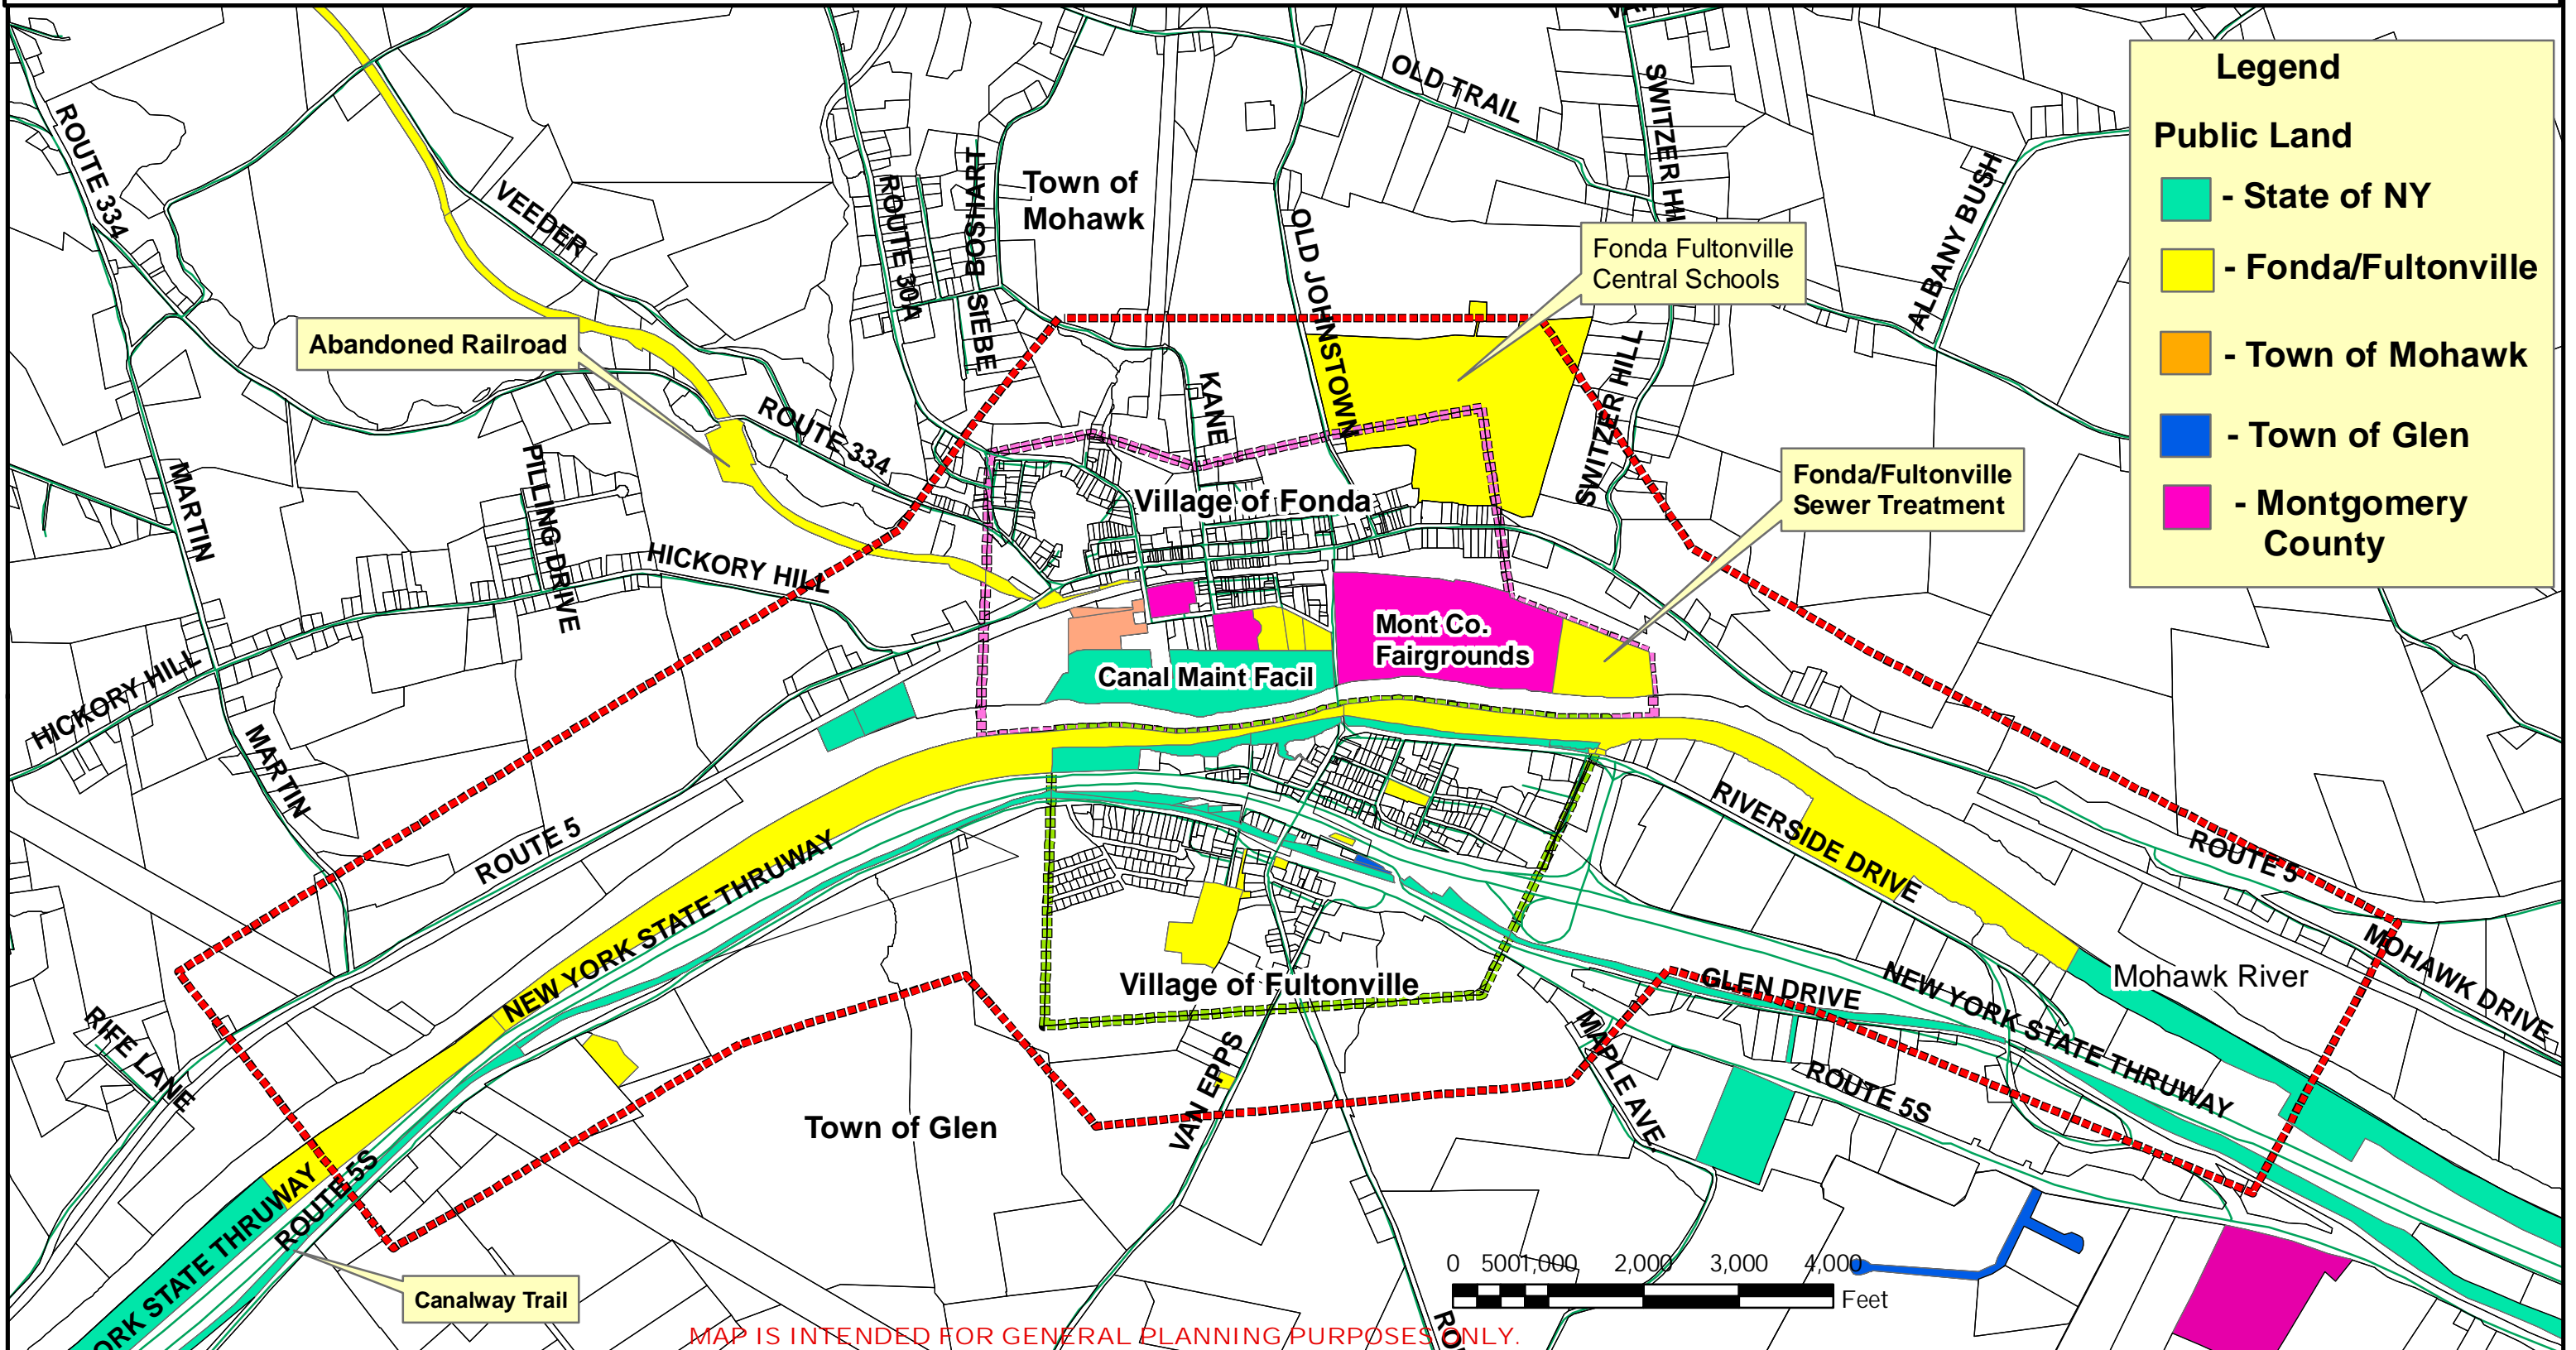 OLD TRAIL
SWITZER HI
ROUTE 334
VEEDER
ROUTE 30A
BOSHART
SIEBE
Town of
Mohawk
OLD JOHNSTOWN
ALBANY BUSH
Legend
Public Land
- State of NY
- Fonda/Fultonville
- Town of Mohawk
- Town of Glen
- Montgomery
County
Fonda Fultonville
Central Schools
Abandoned Railroad
KANE
SWITZER HILL
ROUTE 334
MARTIN
PILLING DRIVE
HICKORY HILL
Village of Fonda
Fonda/Fultonville
Sewer Treatment
Mont Co.
Fairgrounds
Canal Maint Facil
HICKORY HILL
MARTIN
ROUTE 5
NEW YORK STATE THRUWAY
RIVERSIDE DRIVE
ROUTE 5
MOHAWK DRIVE
Mohawk River
Village of Fultonville
GLEN DRIVE
NEW YORK STATE THRUWAY
RIFE LANE
VAN EPPS
MAPLE AVE.
ROUTE 5S
Town of Glen
ORK STATE THRUWAY
ROUTE 5S
Canalway Trail
0 500 1,000 2,000 3,000 4,000
Feet
MAP IS INTENDED FOR GENERAL PLANNING PURPOSES ONLY.